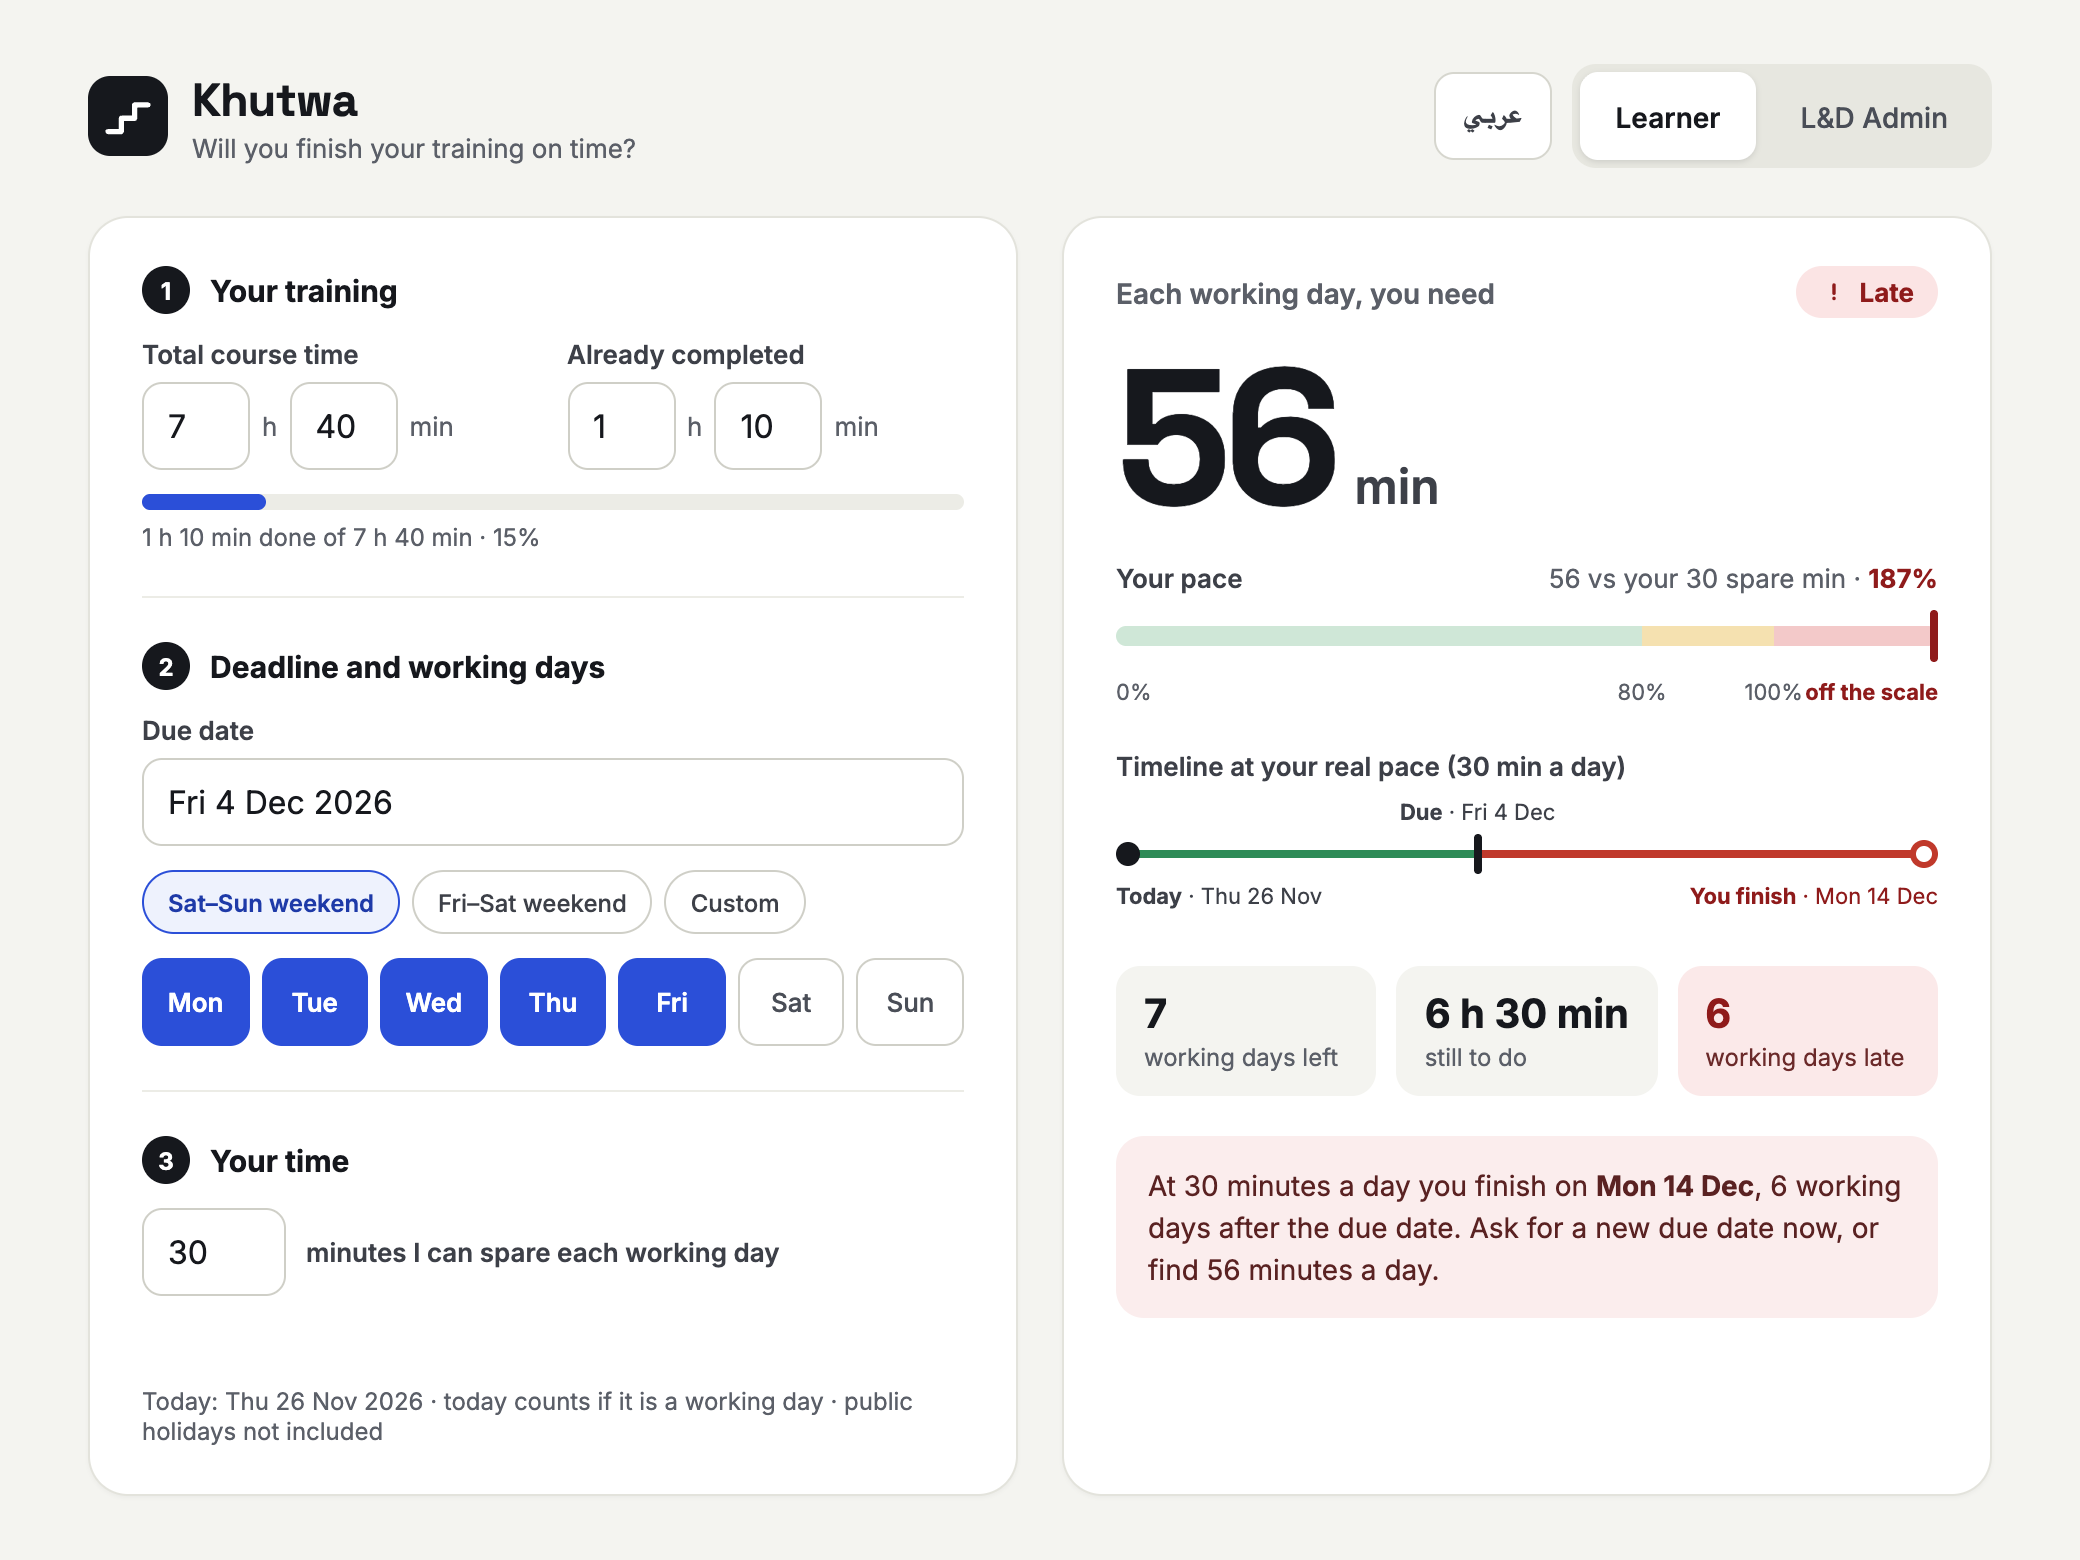 Khutwa
Will you finish your training on time?
عربي
Learner
L&D Admin
1 Your training
Total course time
7 h 40 min
Already completed
1 h 10 min
1 h 10 min done of 7 h 40 min · 15%
2 Deadline and working days
Due date
Fri 4 Dec 2026
Sat–Sun weekend
Fri–Sat weekend
Custom
Mon Tue Wed Thu Fri Sat Sun
3 Your time
30 minutes I can spare each working day
Today: Thu 26 Nov 2026 · today counts if it is a working day · public
holidays not included
Each working day, you need
! Late
56 min
Your pace
56 vs your 30 spare min · 187%
0% 80% 100% off the scale
Timeline at your real pace (30 min a day)
Due · Fri 4 Dec
Today · Thu 26 Nov
You finish · Mon 14 Dec
7
working days left
6 h 30 min
still to do
6
working days late
At 30 minutes a day you finish on Mon 14 Dec, 6 working
days after the due date. Ask for a new due date now, or
find 56 minutes a day.